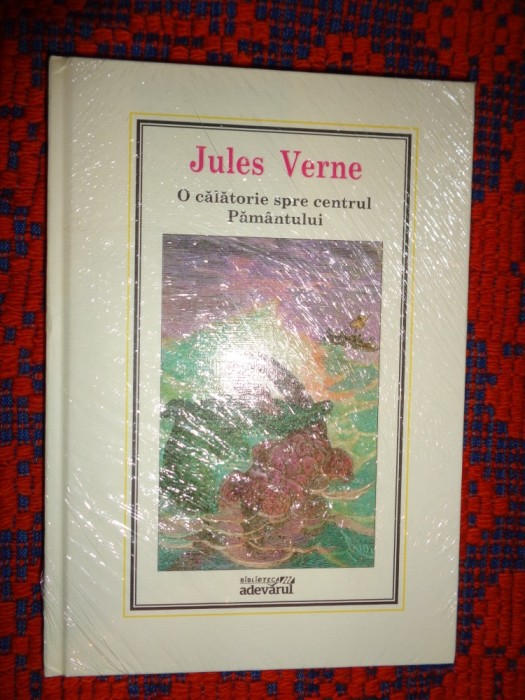 Jules Verne
O călătorie spre centrul
Pământului
BIBLIOTECA
adevărul